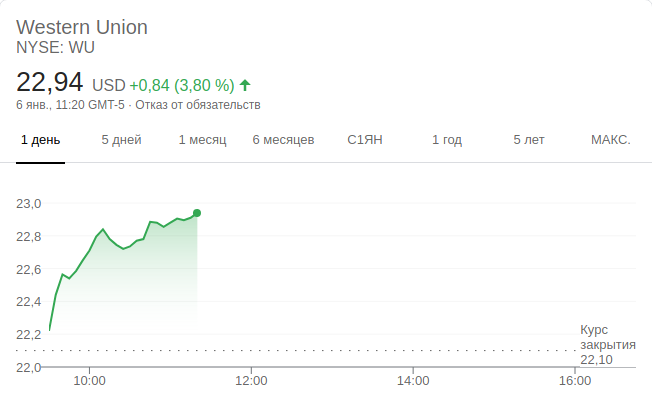 Western Union
NYSE: WU
22,94 USD +0,84 (3,80 %)
6 янв., 11:20 GMT-5 · Отказ от обязательств
1 день 5 дней 1 месяц 6 месяцев С1ЯН 1 год 5 лет МАКС.
23,0
22,8
22,6
22,4
22,2
22,0
Курс
закрытия
22,10
10:00 12:00 14:00 16:00